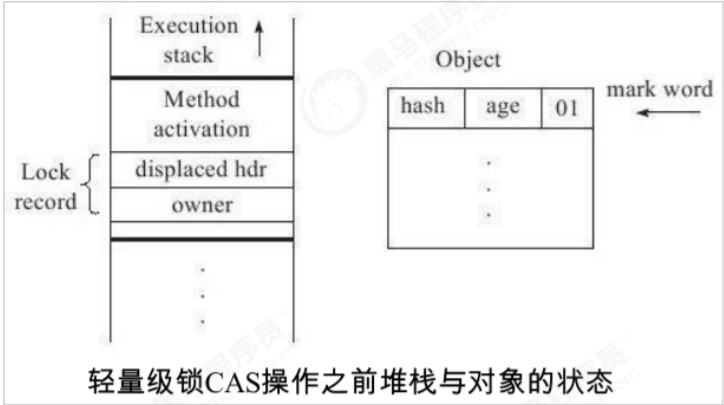 Execution
stack
Method
activation
Lock
record
displaced hdr
owner
Object
hash age 01
mark word
轻量级锁CAS操作之前堆栈与对象的状态
黑马程序员